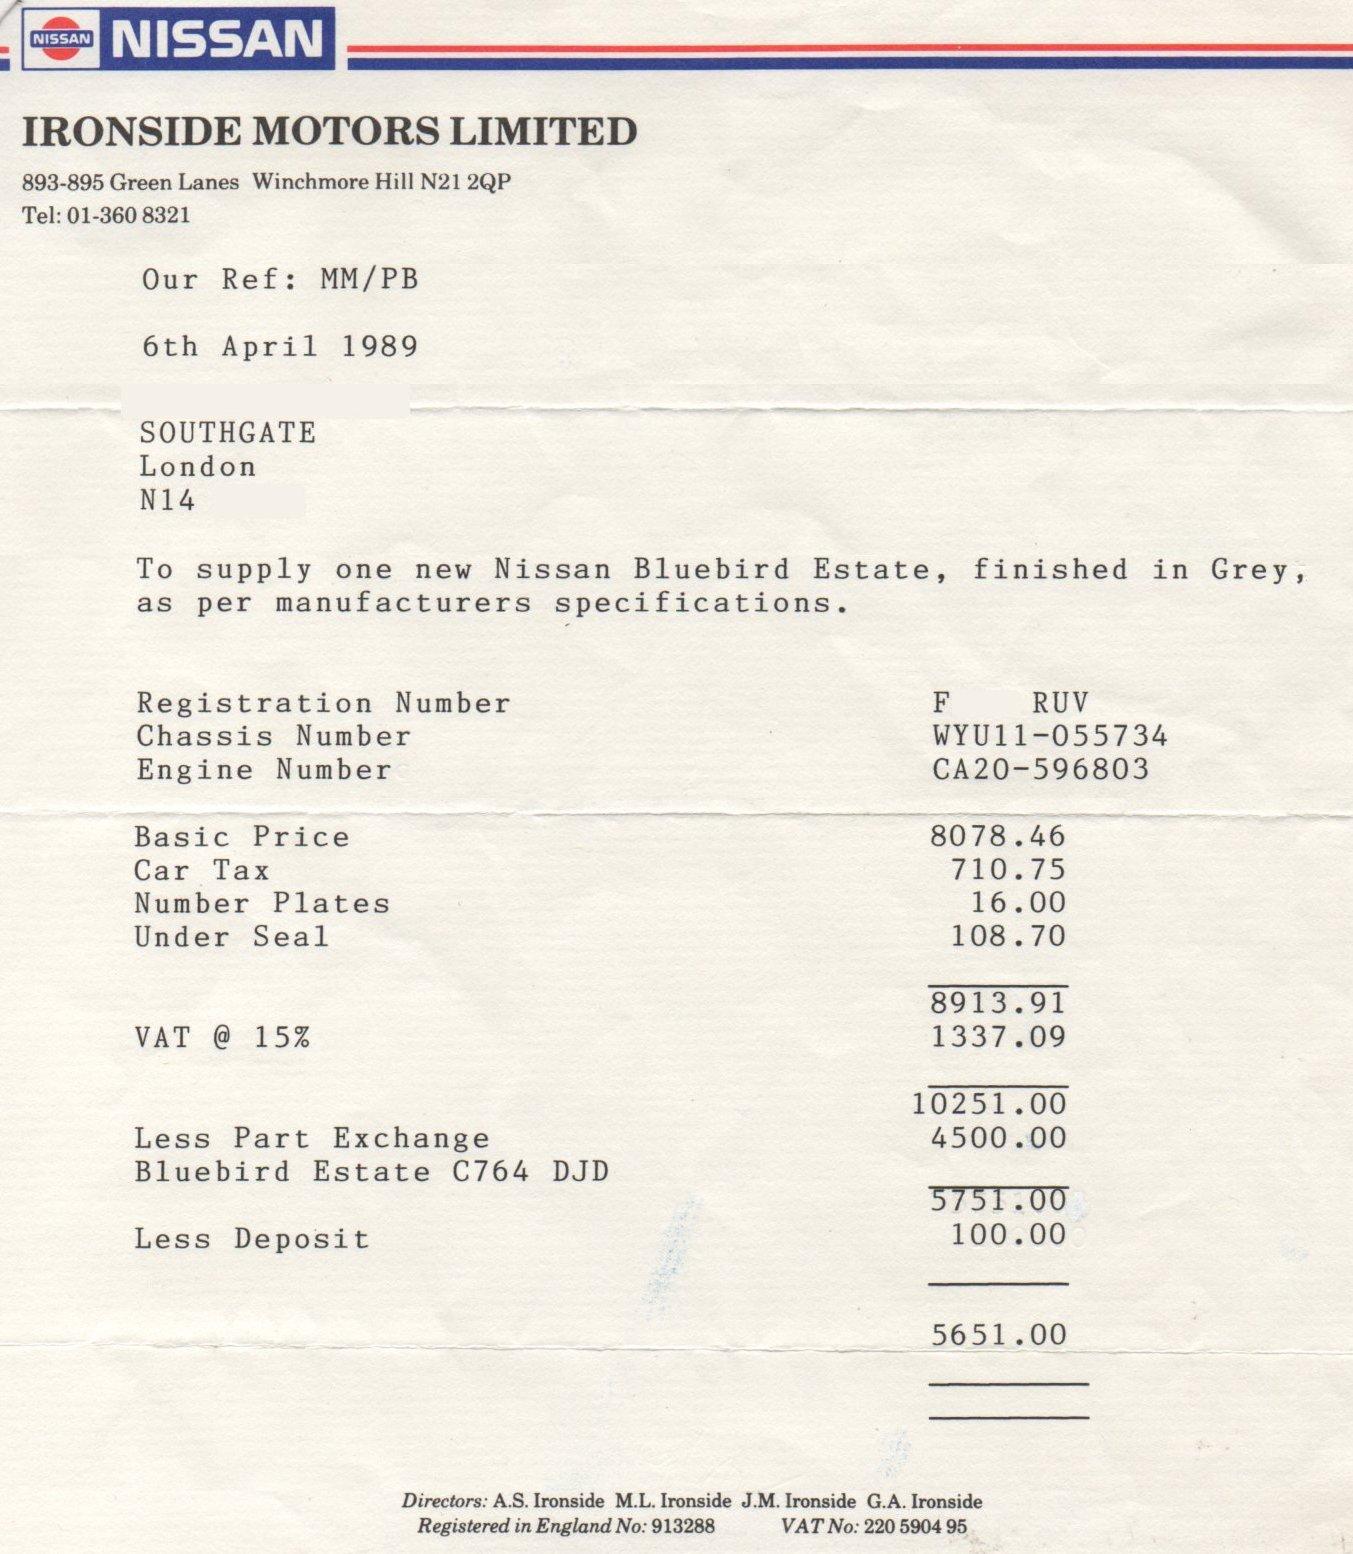 NISSAN NISSAN
IRONSIDE MOTORS LIMITED
893-895 Green Lanes Winchmore Hill N21 2QP
Tel: 01-360 8321
Our Ref: MM/PB
6th April 1989
SOUTHGATE
London
N14
To supply one new Nissan Bluebird Estate, finished in Grey,
as per manufacturers specifications.
Registration Number F RUV
Chassis Number WYU11-055734
Engine Number CA20-596803
Basic Price 8078.46
Car Tax 710.75
Number Plates 16.00
Under Seal 108.70
8913.91
VAT @ 15% 1337.09
10251.00
Less Part Exchange 4500.00
Bluebird Estate C764 DJD
5751.00
Less Deposit 100.00
5651.00
Directors: A.S. Ironside M.L. Ironside J.M. Ironside G.A. Ironside
Registered in England No: 913288 VAT No: 220 5904 95